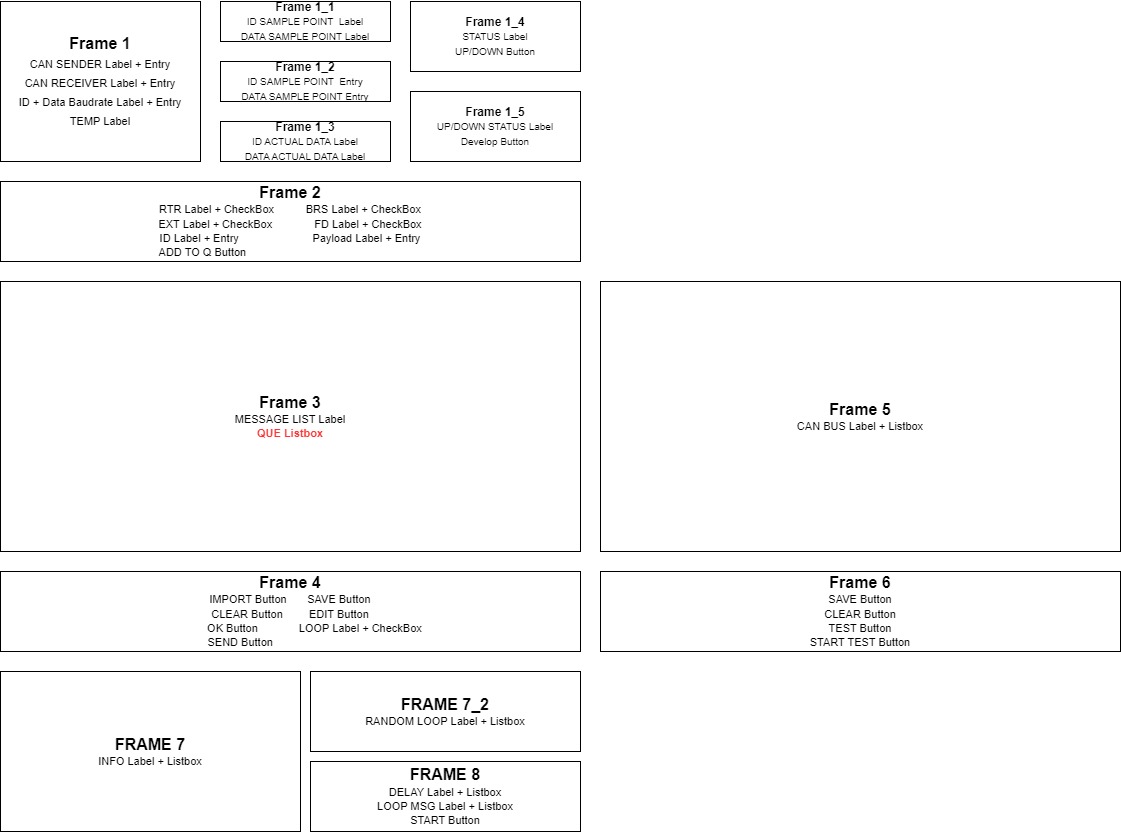 Frame 1
CAN SENDER Label + Entry
CAN RECEIVER Label + Entry
ID + Data Baudrate Label + Entry
TEMP Label
Frame 1_1
ID SAMPLE POINT Label
DATA SAMPLE POINT Label
Frame 1_2
ID SAMPLE POINT Entry
DATA SAMPLE POINT Entry
Frame 1_3
ID ACTUAL DATA Label
DATA ACTUAL DATA Label
Frame 1_4
STATUS Label
UP/DOWN Button
Frame 1_5
UP/DOWN STATUS Label
Develop Button
Frame 2
RTR Label + CheckBox BRS Label + CheckBox
EXT Label + CheckBox FD Label + CheckBox
ID Label + Entry Payload Label + Entry
ADD TO Q Button
Frame 3
MESSAGE LIST Label
QUE Listbox
Frame 5
CAN BUS Label + Listbox
Frame 4
IMPORT Button SAVE Button
CLEAR Button EDIT Button
OK Button LOOP Label + CheckBox
SEND Button
Frame 6
SAVE Button
CLEAR Button
TEST Button
START TEST Button
FRAME 7
INFO Label + Listbox
FRAME 7_2
RANDOM LOOP Label + Listbox
FRAME 8
DELAY Label + Listbox
LOOP MSG Label + Listbox
START Button